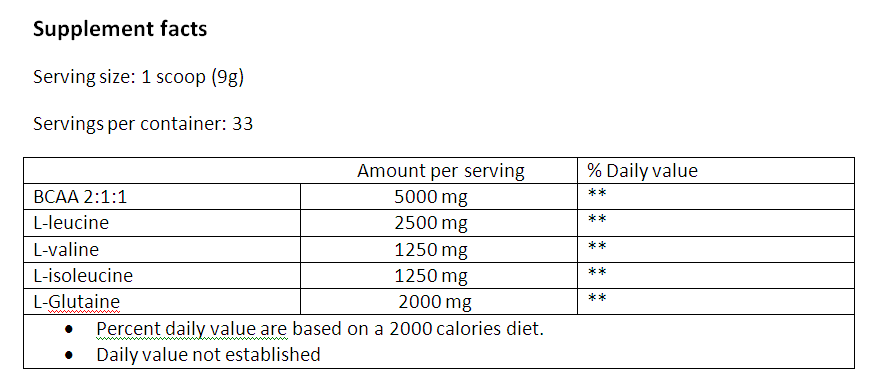 Supplement facts
Serving size: 1 scoop (9g)
Servings per container: 33
Amount per serving % Daily value
BCAA 2:1:1 5000 mg **
L-leucine 2500 mg **
L-valine 1250 mg **
L-isoleucine 1250 mg **
L-Glutaine 2000 mg **
• Percent daily value are based on a 2000 calories diet.
• Daily value not established